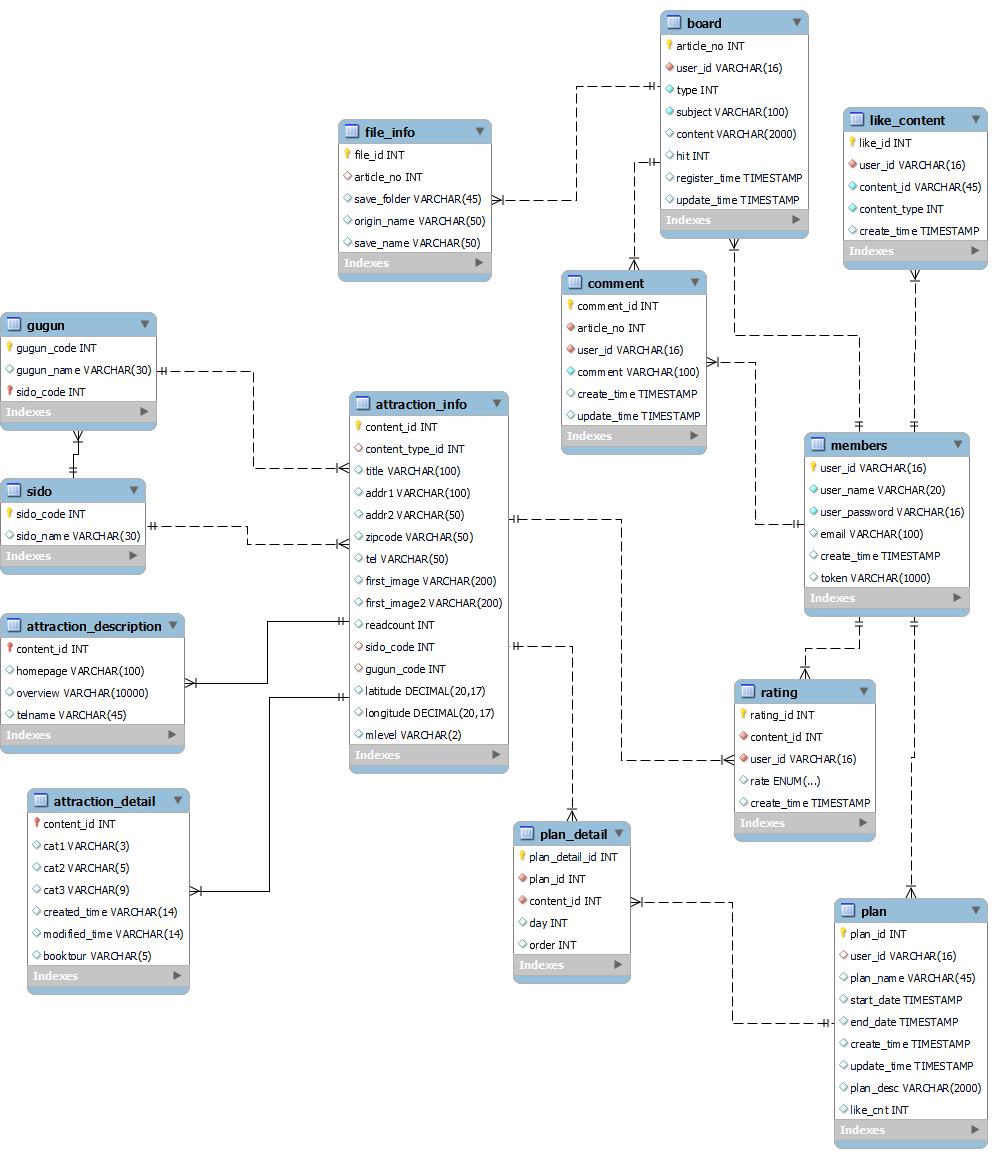 board
article_no INT
user_id VARCHAR(16)
type INT
subject VARCHAR(100)
content VARCHAR(2000)
hit INT
register_time TIMESTAMP
update_time TIMESTAMP
Indexes
file_info
file_id INT
article_no INT
save_folder VARCHAR(45)
origin_name VARCHAR(50)
save_name VARCHAR(50)
Indexes
like_content
like_id INT
user_id VARCHAR(16)
content_id VARCHAR(45)
content_type INT
create_time TIMESTAMP
Indexes
comment
comment_id INT
article_no INT
user_id VARCHAR(16)
comment VARCHAR(100)
create_time TIMESTAMP
update_time TIMESTAMP
Indexes
gugun
gugun_code INT
gugun_name VARCHAR(30)
sido_code INT
Indexes
attraction_info
content_id INT
content_type_id INT
title VARCHAR(100)
addr1 VARCHAR(100)
addr2 VARCHAR(50)
zipcode VARCHAR(50)
tel VARCHAR(50)
first_image VARCHAR(200)
first_image2 VARCHAR(200)
readcount INT
sido_code INT
gugun_code INT
latitude DECIMAL(20,17)
longitude DECIMAL(20,17)
mlevel VARCHAR(2)
Indexes
members
user_id VARCHAR(16)
user_name VARCHAR(20)
user_password VARCHAR(16)
email VARCHAR(100)
create_time TIMESTAMP
token VARCHAR(1000)
Indexes
sido
sido_code INT
sido_name VARCHAR(30)
Indexes
attraction_description
content_id INT
homepage VARCHAR(100)
overview VARCHAR(10000)
telname VARCHAR(45)
Indexes
rating
rating_id INT
content_id INT
user_id VARCHAR(16)
rate ENUM(...)
create_time TIMESTAMP
Indexes
attraction_detail
content_id INT
cat1 VARCHAR(3)
cat2 VARCHAR(5)
cat3 VARCHAR(9)
created_time VARCHAR(14)
modified_time VARCHAR(14)
booktour VARCHAR(5)
Indexes
plan_detail
plan_detail_id INT
plan_id INT
content_id INT
day INT
order INT
Indexes
plan
plan_id INT
user_id VARCHAR(16)
plan_name VARCHAR(45)
start_date TIMESTAMP
end_date TIMESTAMP
create_time TIMESTAMP
update_time TIMESTAMP
plan_desc VARCHAR(2000)
like_cnt INT
Indexes